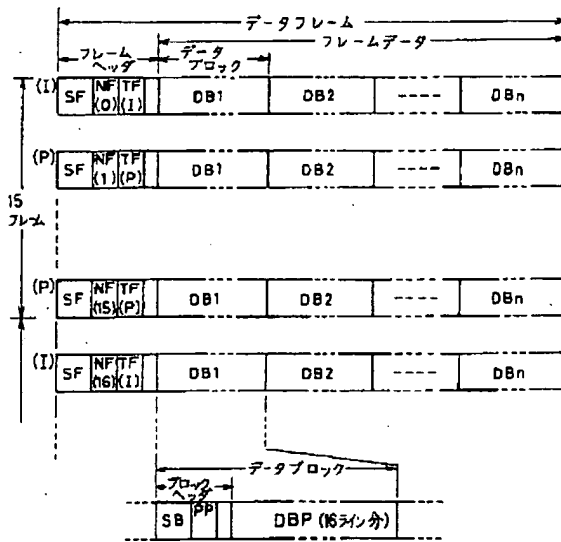 データフレーム
フレームデータ
フレーム
ヘッダ
データ
ブロック
(I) SF NF (0) TF (I) DB1 DB2 ---- DBn
(P) SF NF (1) TF (P) DB1 DB2 ---- DBn
15
フレーム
(P) SF NF (15) TF (P) DB1 DB2 ---- DBn
(I) SF NF (16) TF (I) DB1 DB2 ---- DBn
データブロック
ブロック
ヘッダ
SB PP DBP (16ライン分)